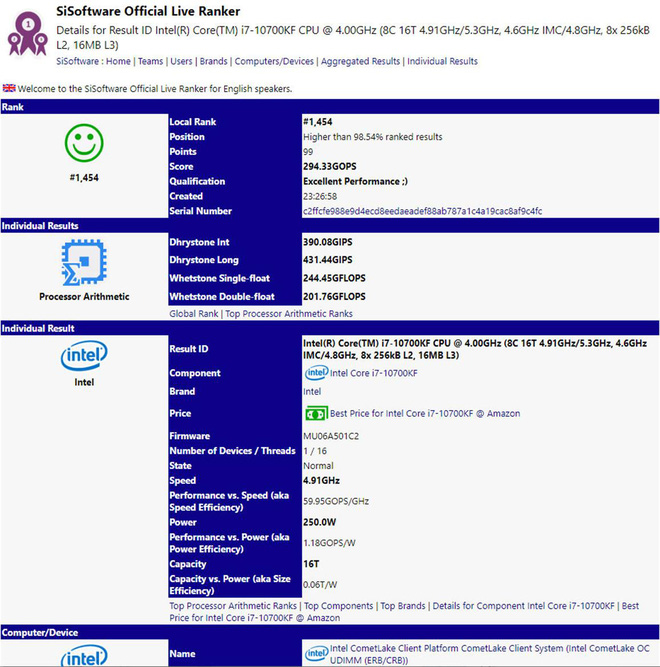 SiSoftware Official Live Ranker
Details for Result ID Intel(R) Core(TM) i7-10700KF CPU @ 4.00GHz (8C 16T 4.91GHz/5.3GHz, 4.6GHz IMC/4.8GHz, 8x 256kB
L2, 16MB L3)
SiSoftware : Home | Teams | Users | Brands | Computers/Devices | Aggregated Results | Individual Results
Welcome to the SiSoftware Official Live Ranker for English speakers.
Rank
1
#1,454
Local Rank #1,454
Position Higher than 98.54% ranked results
Points 99
Score 294.33GOPS
Qualification Excellent Performance ;)
Created 23:26:58
Serial Number c2ffcfe988e9d4ecd8eedaeadef88ab787a1c4a19cac8af9c4fc
Individual Results
Processor Arithmetic
Dhrystone Int 390.08GIPS
Dhrystone Long 431.44GIPS
Whetstone Single-float 244.45GFLOPS
Whetstone Double-float 201.76GFLOPS
Global Rank | Top Processor Arithmetic Ranks
Individual Result
intel
Intel
Result ID Intel(R) Core(TM) i7-10700KF CPU @ 4.00GHz (8C 16T 4.91GHz/5.3GHz, 4.6GHz
IMC/4.8GHz, 8x 256kB L2, 16MB L3)
Component intel Intel Core i7-10700KF
Brand Intel
Price Best Price for Intel Core i7-10700KF @ Amazon
Firmware MU06A501C2
Number of Devices / Threads 1 / 16
State Normal
Speed 4.91GHz
Performance vs. Speed (aka
Speed Efficiency) 59.95GOPS/GHz
Power 250.0W
Performance vs. Power (aka
Power Efficiency) 1.18GOPS/W
Capacity 16T
Capacity vs. Power (aka Size
Efficiency) 0.06T/W
Top Processor Arithmetic Ranks | Top Components | Top Brands | Details for Component Intel Core i7-10700KF | Best
Price for Intel Core i7-10700KF @ Amazon
Computer/Device
intel
Name intel Intel CometLake Client Platform CometLake Client System (Intel CometLake OC
UDIMM (ERB/CRB))